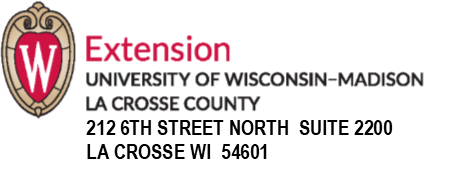 W
Extension
UNIVERSITY OF WISCONSIN–MADISON
LA CROSSE COUNTY
212 6TH STREET NORTH  SUITE 2200
LA CROSSE WI  54601